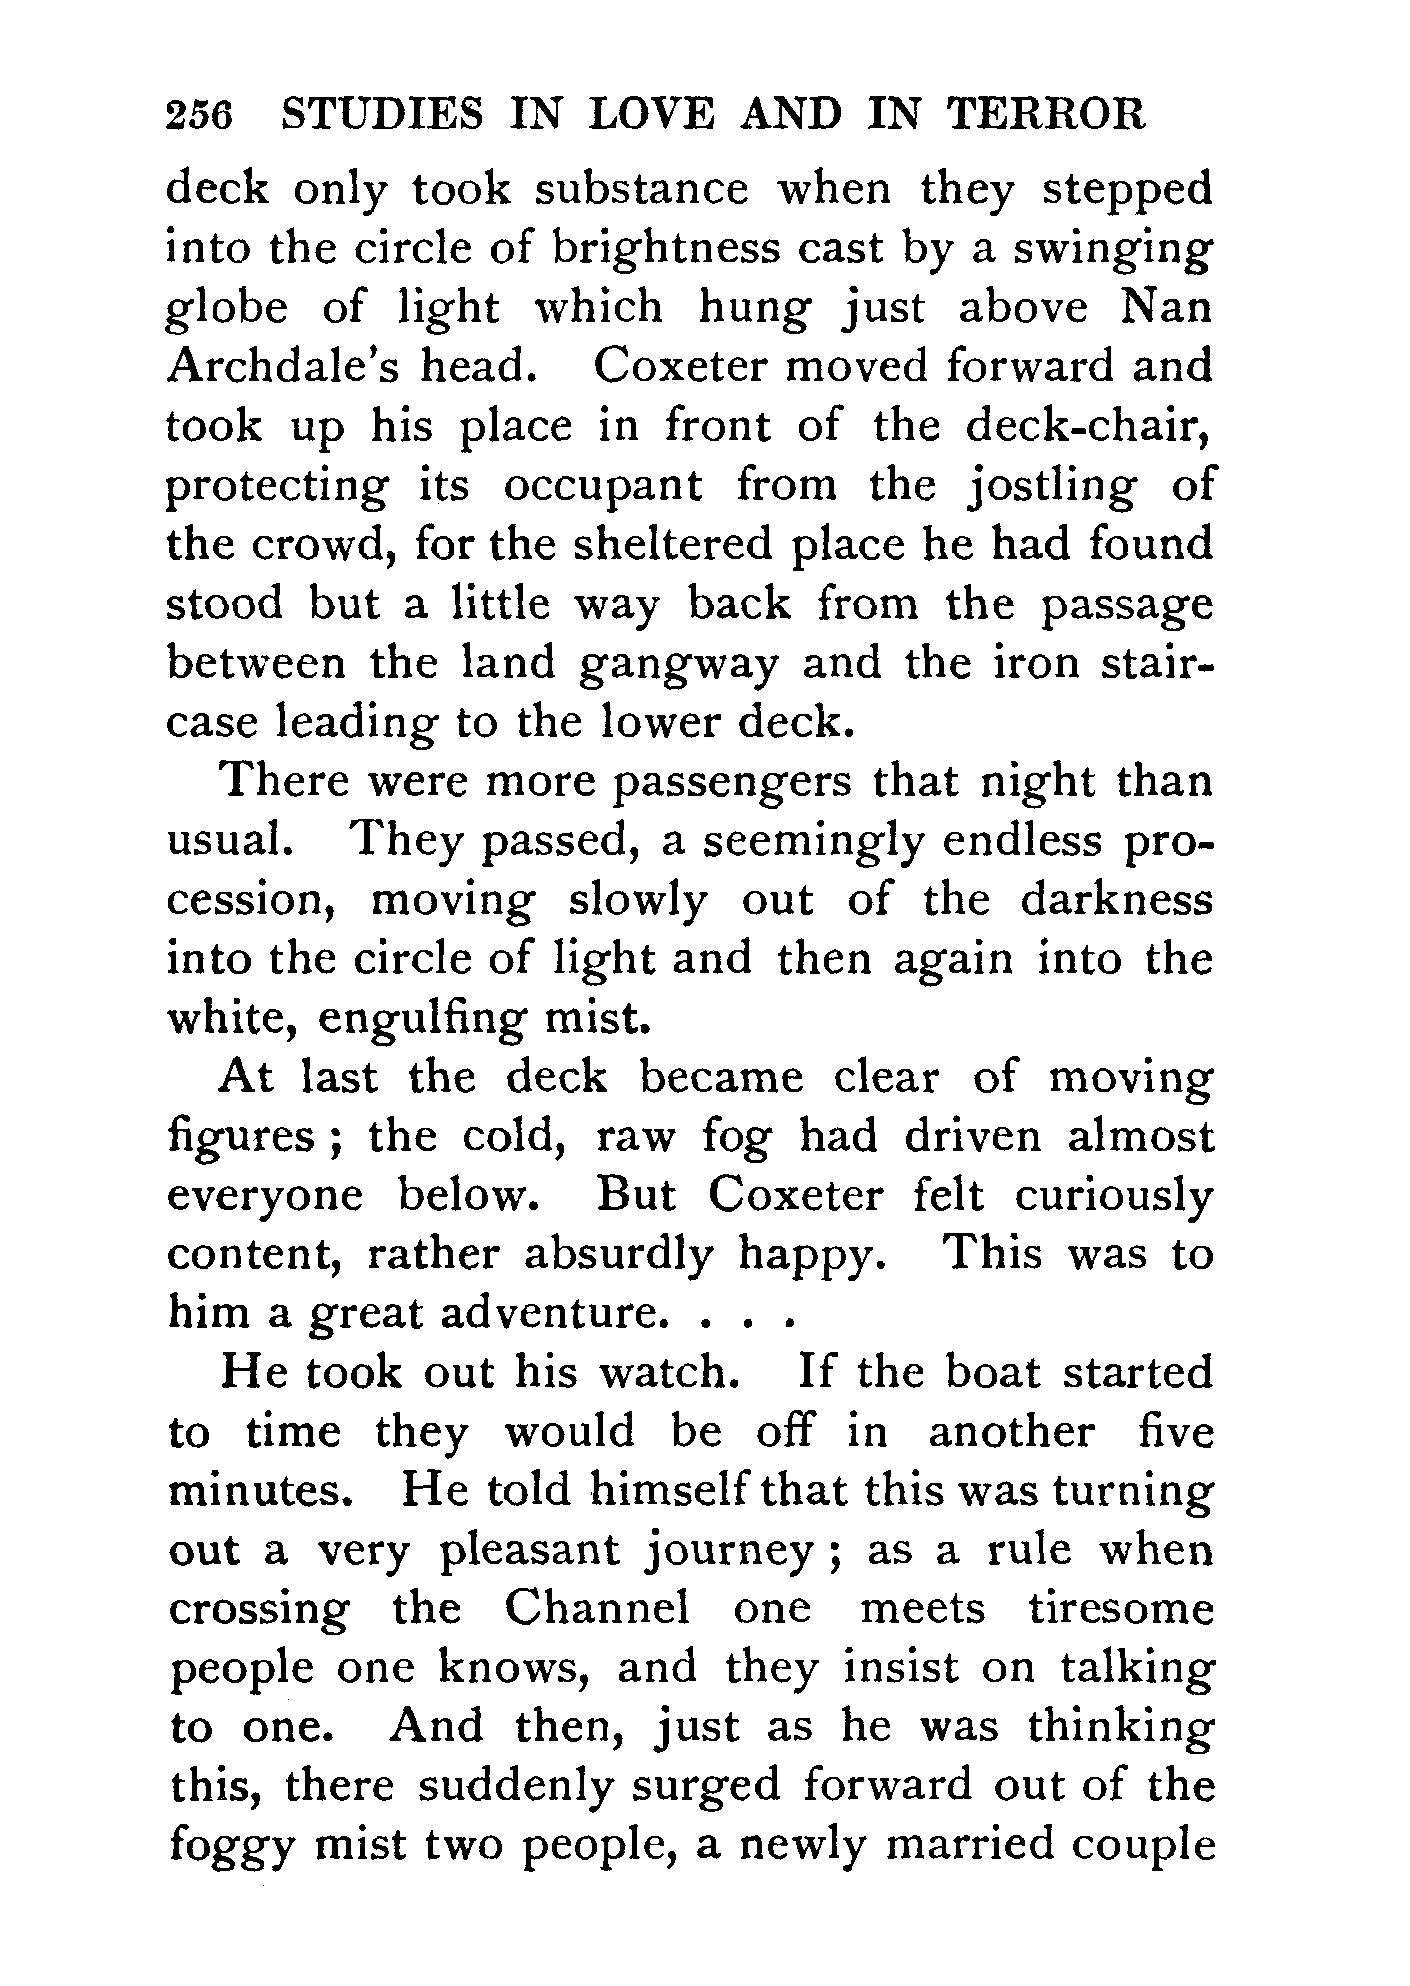 256 STUDIES IN LOVE AND IN TERROR
deck only took substance when they stepped
into the circle of brightness cast by a swinging
globe of light which hung just above Nan
Archdale's head. Coxeter moved forward and
took up his place in front of the deck-chair,
protecting its occupant from the jostling of
the crowd, for the sheltered place he had found
stood but a little way back from the passage
between the land gangway and the iron stair-
case leading to the lower deck.
There were more passengers that night than
usual. They passed, a seemingly endless pro-
cession, moving slowly out of the darkness
into the circle of light and then again into the
white, engulfing mist.
At last the deck became clear of moving
figures ; the cold, raw fog had driven almost
everyone below. But Coxeter felt curiously
content, rather absurdly happy. This was to
him a great adventure. . . .
He took out his watch. If the boat started
to time they would be off in another five
minutes. He told himself that this was turning
out a very pleasant journey ; as a rule when
crossing the Channel one meets tiresome
people one knows, and they insist on talking
to one. And then, just as he was thinking
this, there suddenly surged forward out of the
foggy mist two people, a newly married couple